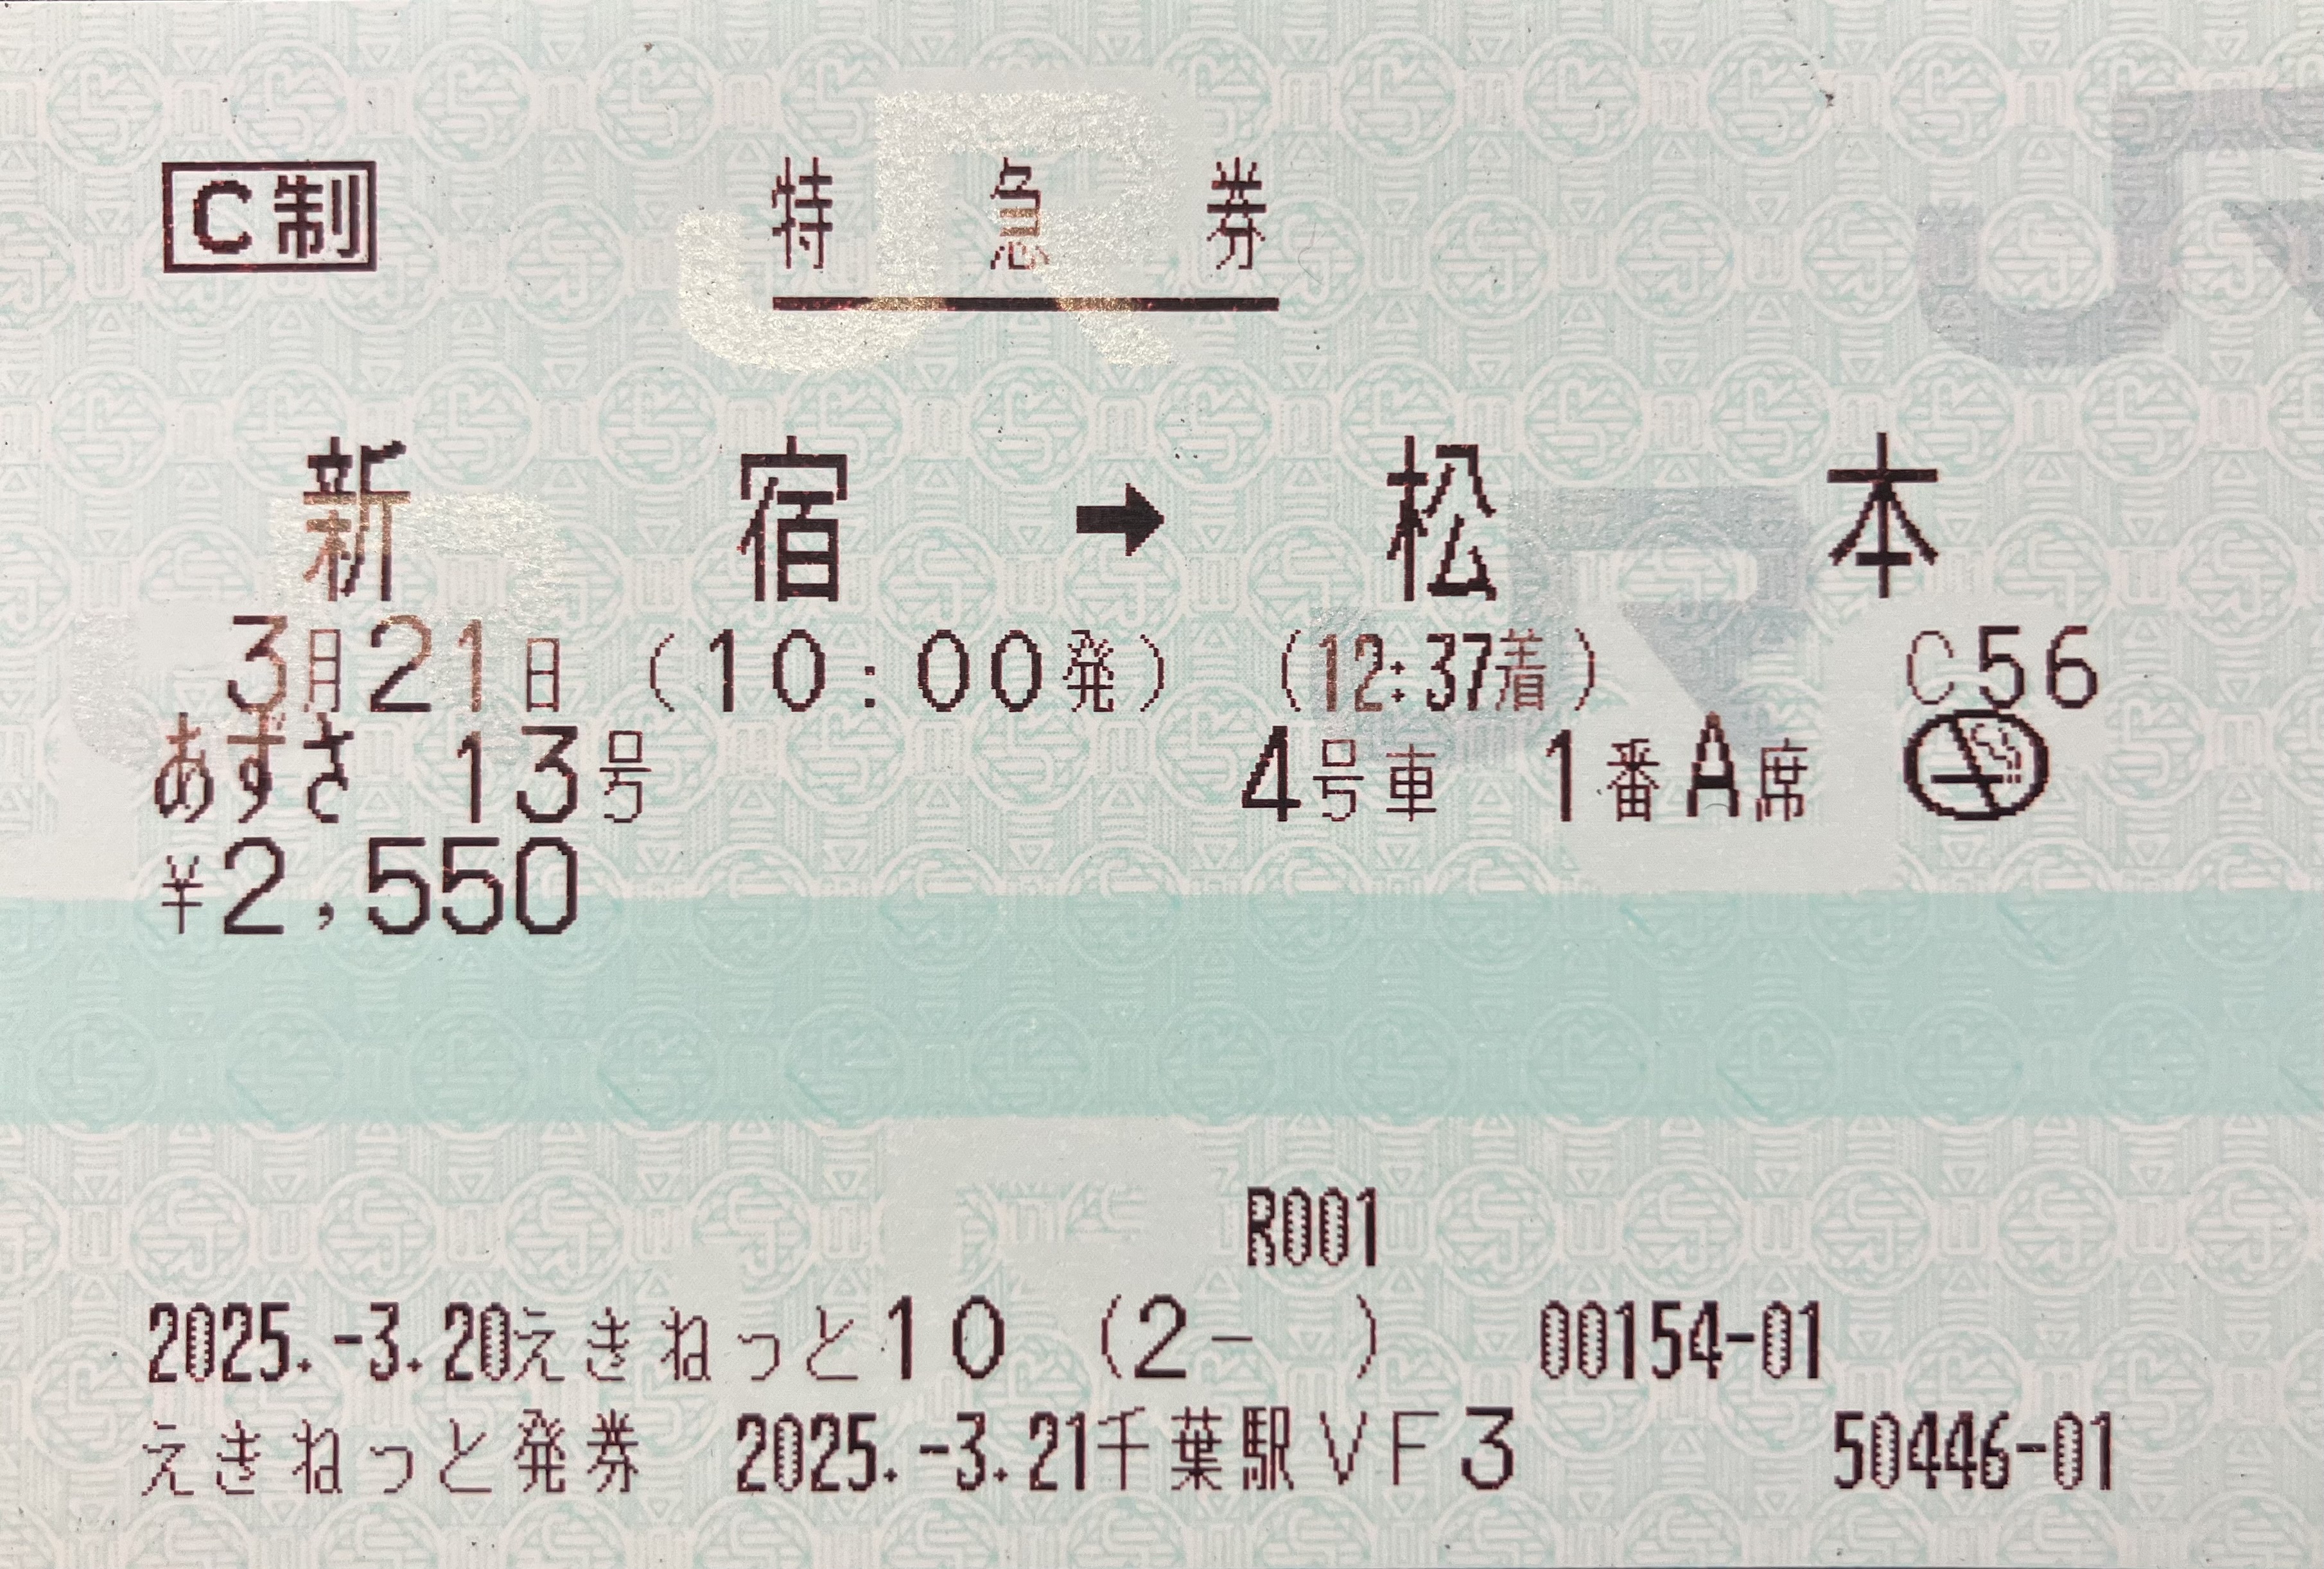 C制 特急券
新宿➡松本
3月21日 (10:00発) (12:37着) C56
あずさ 13号 4号車 1番A席
¥2,550
R001
2025.-3.20えきねっと10 (2- ) 00154-01
えきねっと発券 2025.-3.21千葉駅VF3 50446-01